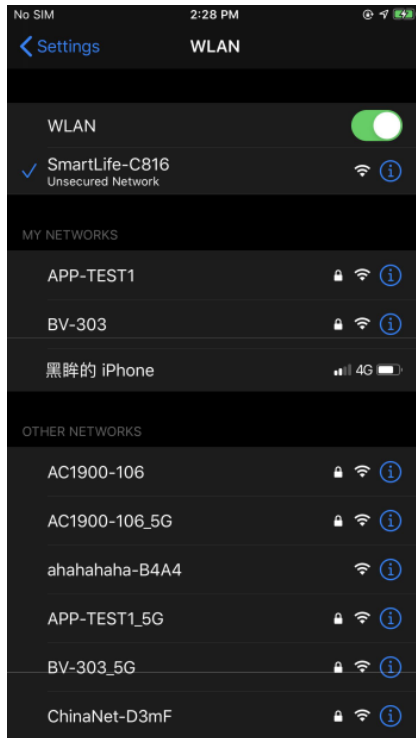 No SIM 2:28 PM
Settings WLAN
WLAN
SmartLife-C816
Unsecured Network
MY NETWORKS
APP-TEST1
BV-303
黑眸的 iPhone 4G
OTHER NETWORKS
AC1900-106
AC1900-106_5G
ahahahaha-B4A4
APP-TEST1_5G
BV-303_5G
ChinaNet-D3mF